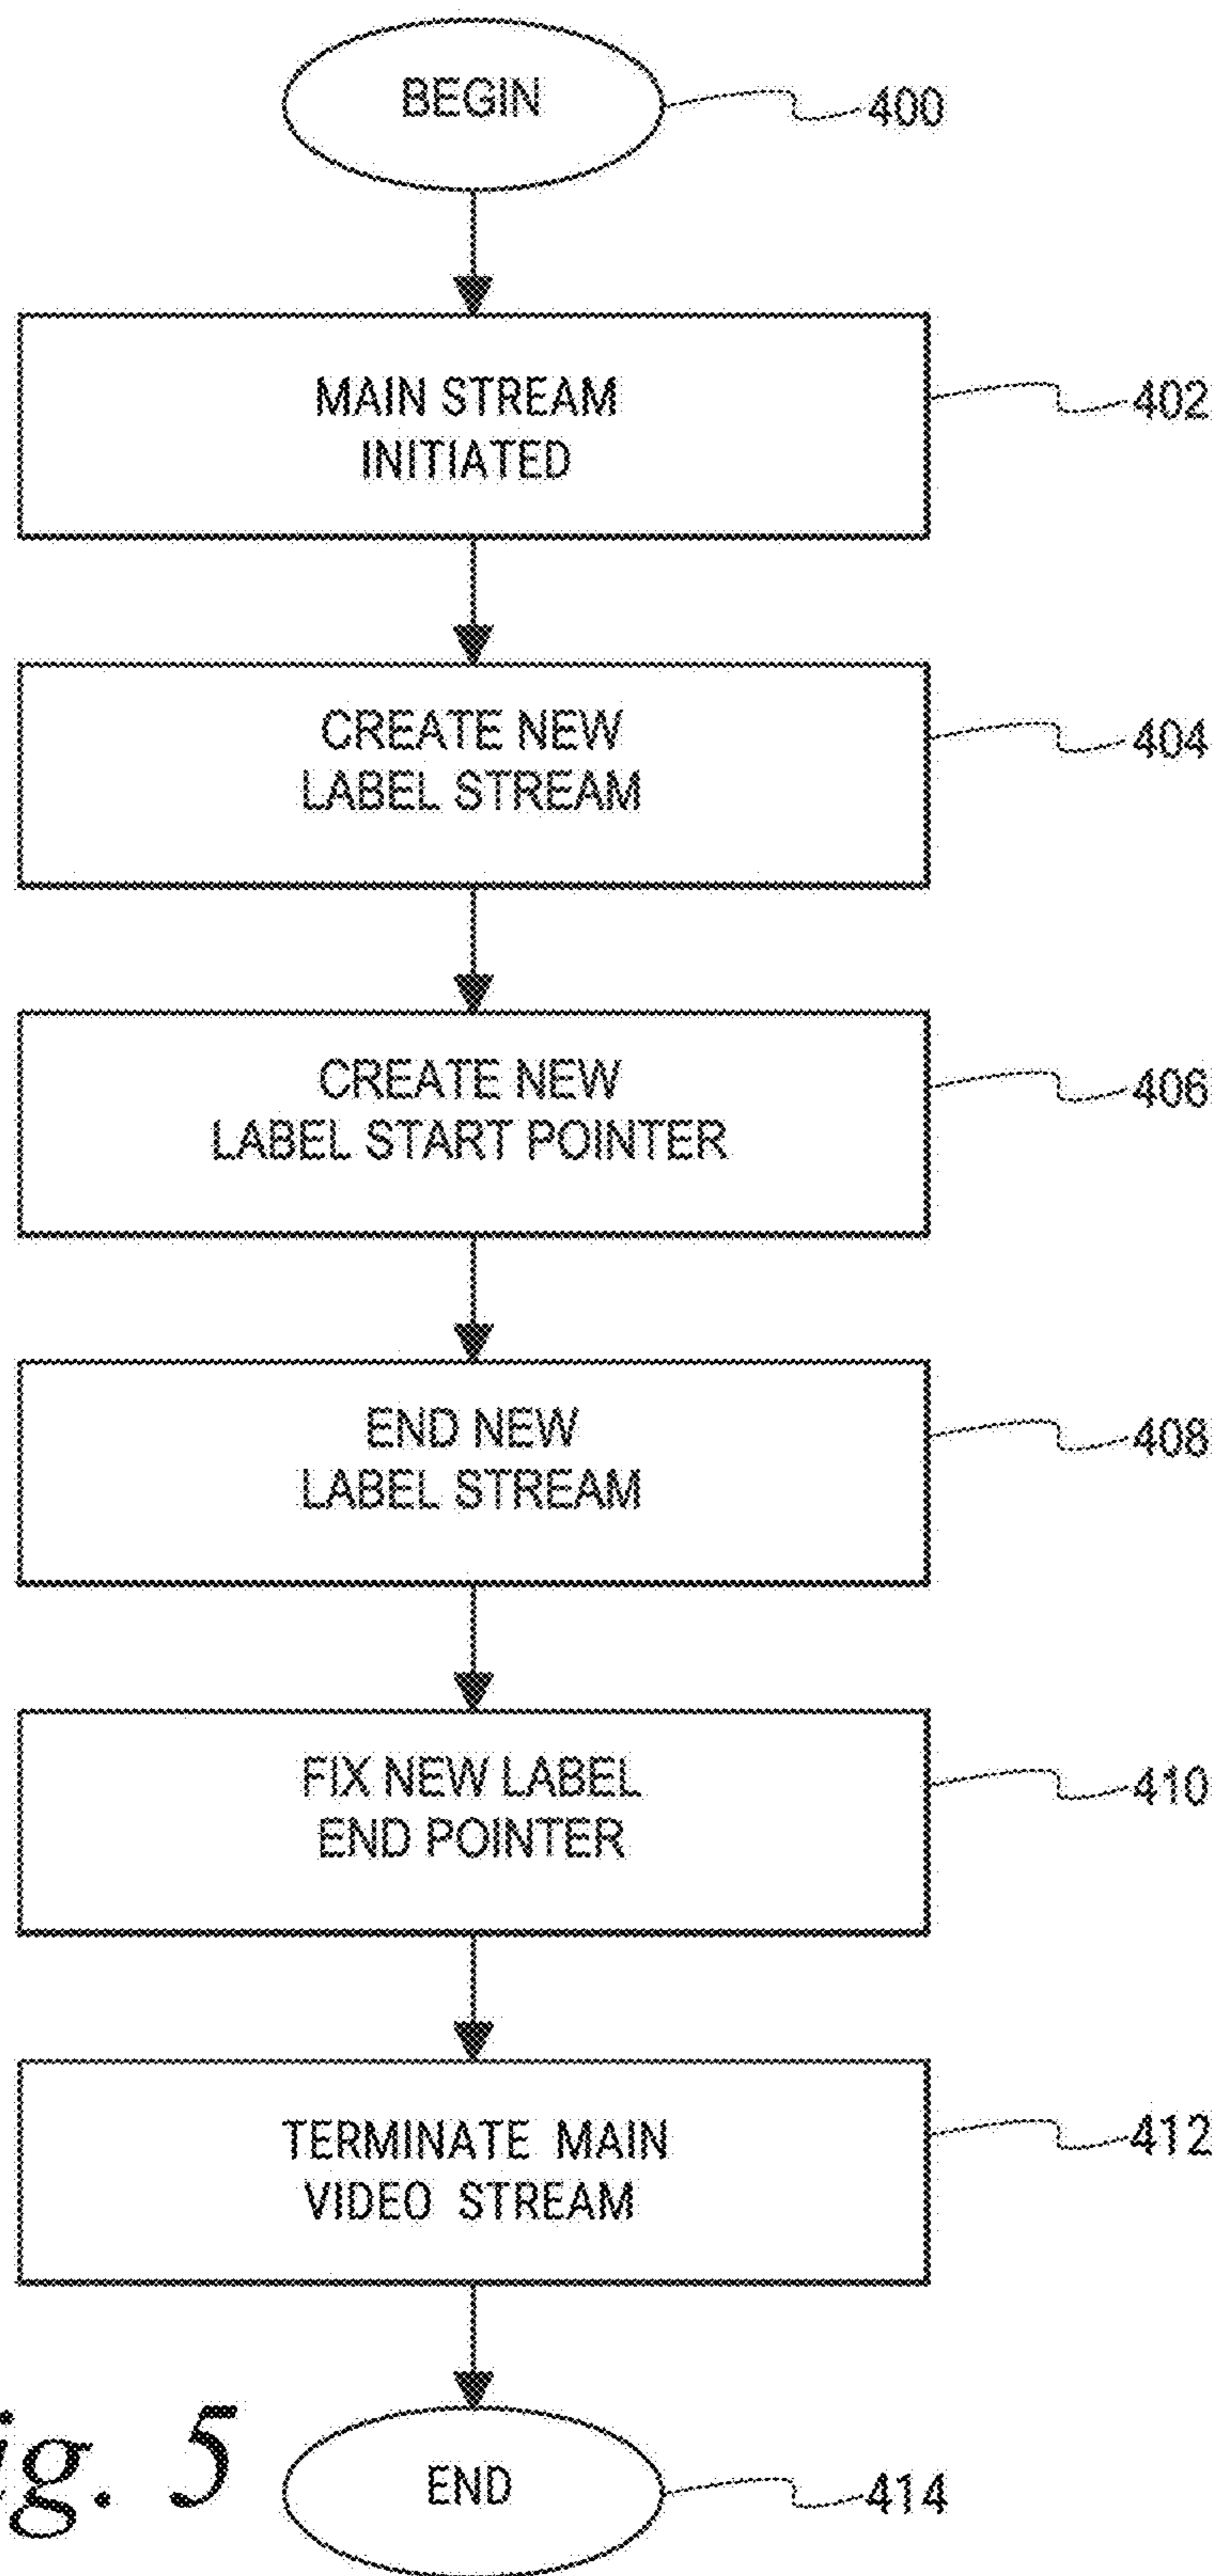 BEGIN
400
MAIN STREAM
INITIATED
402
CREATE NEW
LABEL STREAM
404
CREATE NEW
LABEL START POINTER
406
END NEW
LABEL STREAM
408
FIX NEW LABEL
END POINTER
410
TERMINATE MAIN
VIDEO STREAM
412
ig. 5
END
414